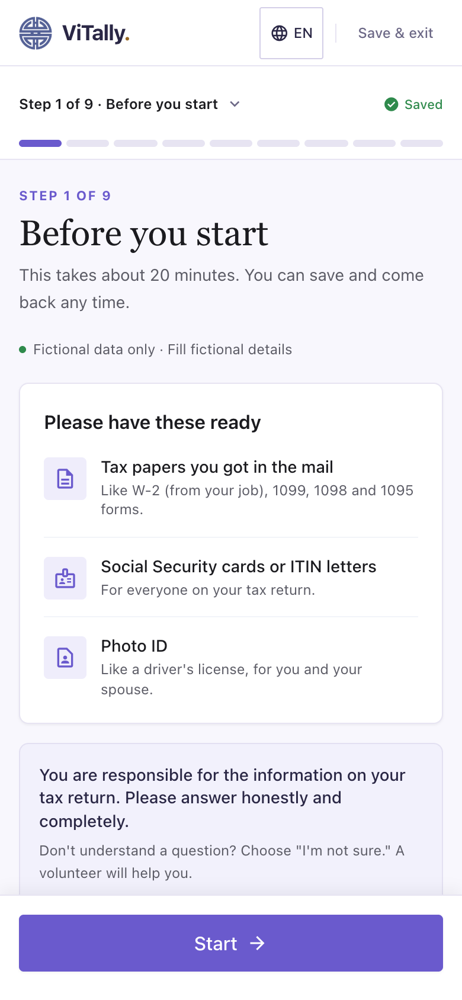 ViTally.
EN
Save & exit
Step 1 of 9 · Before you start
Saved
STEP 1 OF 9
Before you start
This takes about 20 minutes. You can save and come
back any time.
Fictional data only · Fill fictional details
Please have these ready
Tax papers you got in the mail
Like W-2 (from your job), 1099, 1098 and 1095
forms.
Social Security cards or ITIN letters
For everyone on your tax return.
Photo ID
Like a driver's license, for you and your
spouse.
You are responsible for the information on your
tax return. Please answer honestly and
completely.
Don't understand a question? Choose "I'm not sure." A
volunteer will help you.
Start